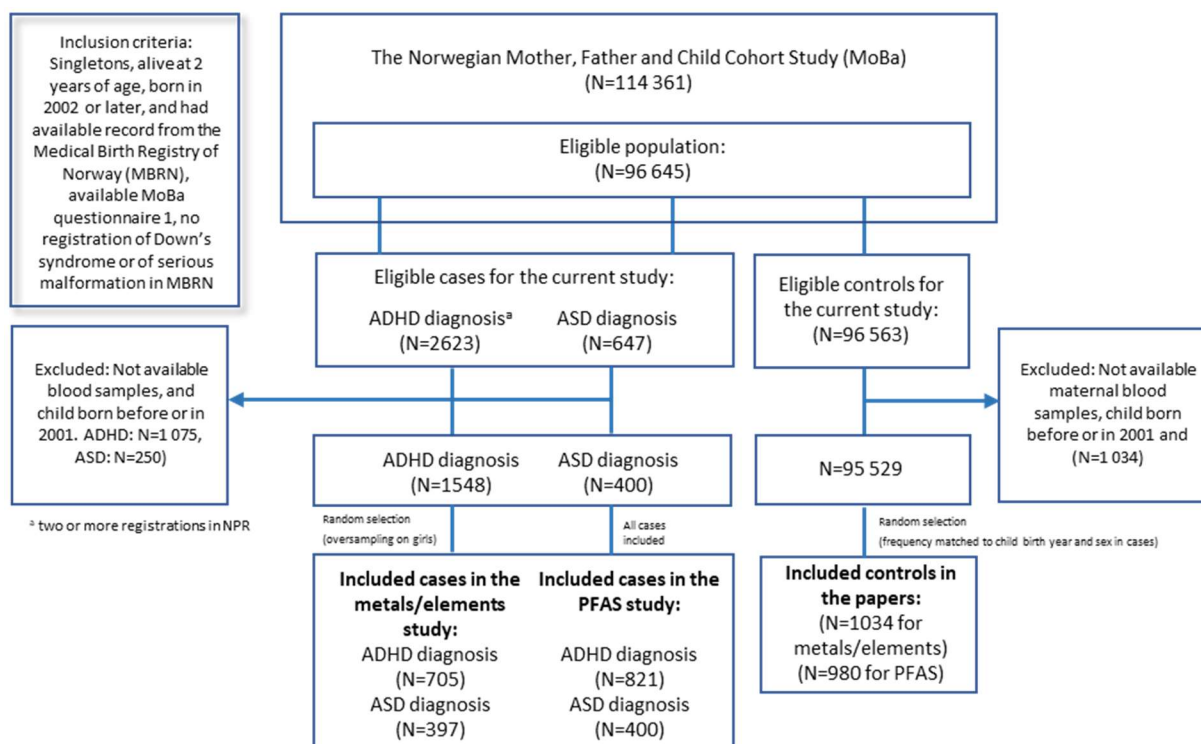 Inclusion criteria:
Singletons, alive at 2
years of age, born in
2002 or later, and had
available record from the
Medical Birth Registry of
Norway (MBRN),
available MoBa
questionnaire 1, no
registration of Down's
syndrome or of serious
malformation in MBRN
The Norwegian Mother, Father and Child Cohort Study (MoBa)
(N=114 361)
Eligible population:
(N=96 645)
Eligible cases for the current study:
ADHD diagnosisᵃ
(N=2623)
ASD diagnosis
(N=647)
Eligible controls for
the current study:
(N=96 563)
Excluded: Not available
blood samples, and
child born before or in
2001. ADHD: N=1 075,
ASD: N=250)
Excluded: Not available
maternal blood
samples, child born
before or in 2001 and
(N=1 034)
ᵃ two or more registrations in NPR
ADHD diagnosis
(N=1548)
ASD diagnosis
(N=400)
N=95 529
Random selection
(oversampling on girls)
All cases
included
Random selection
(frequency matched to child birth year and sex in cases)
Included cases in the
metals/elements
study:
ADHD diagnosis
(N=705)
ASD diagnosis
(N=397)
Included cases in the
PFAS study:
ADHD diagnosis
(N=821)
ASD diagnosis
(N=400)
Included controls in
the papers:
(N=1034 for
metals/elements)
(N=980 for PFAS)